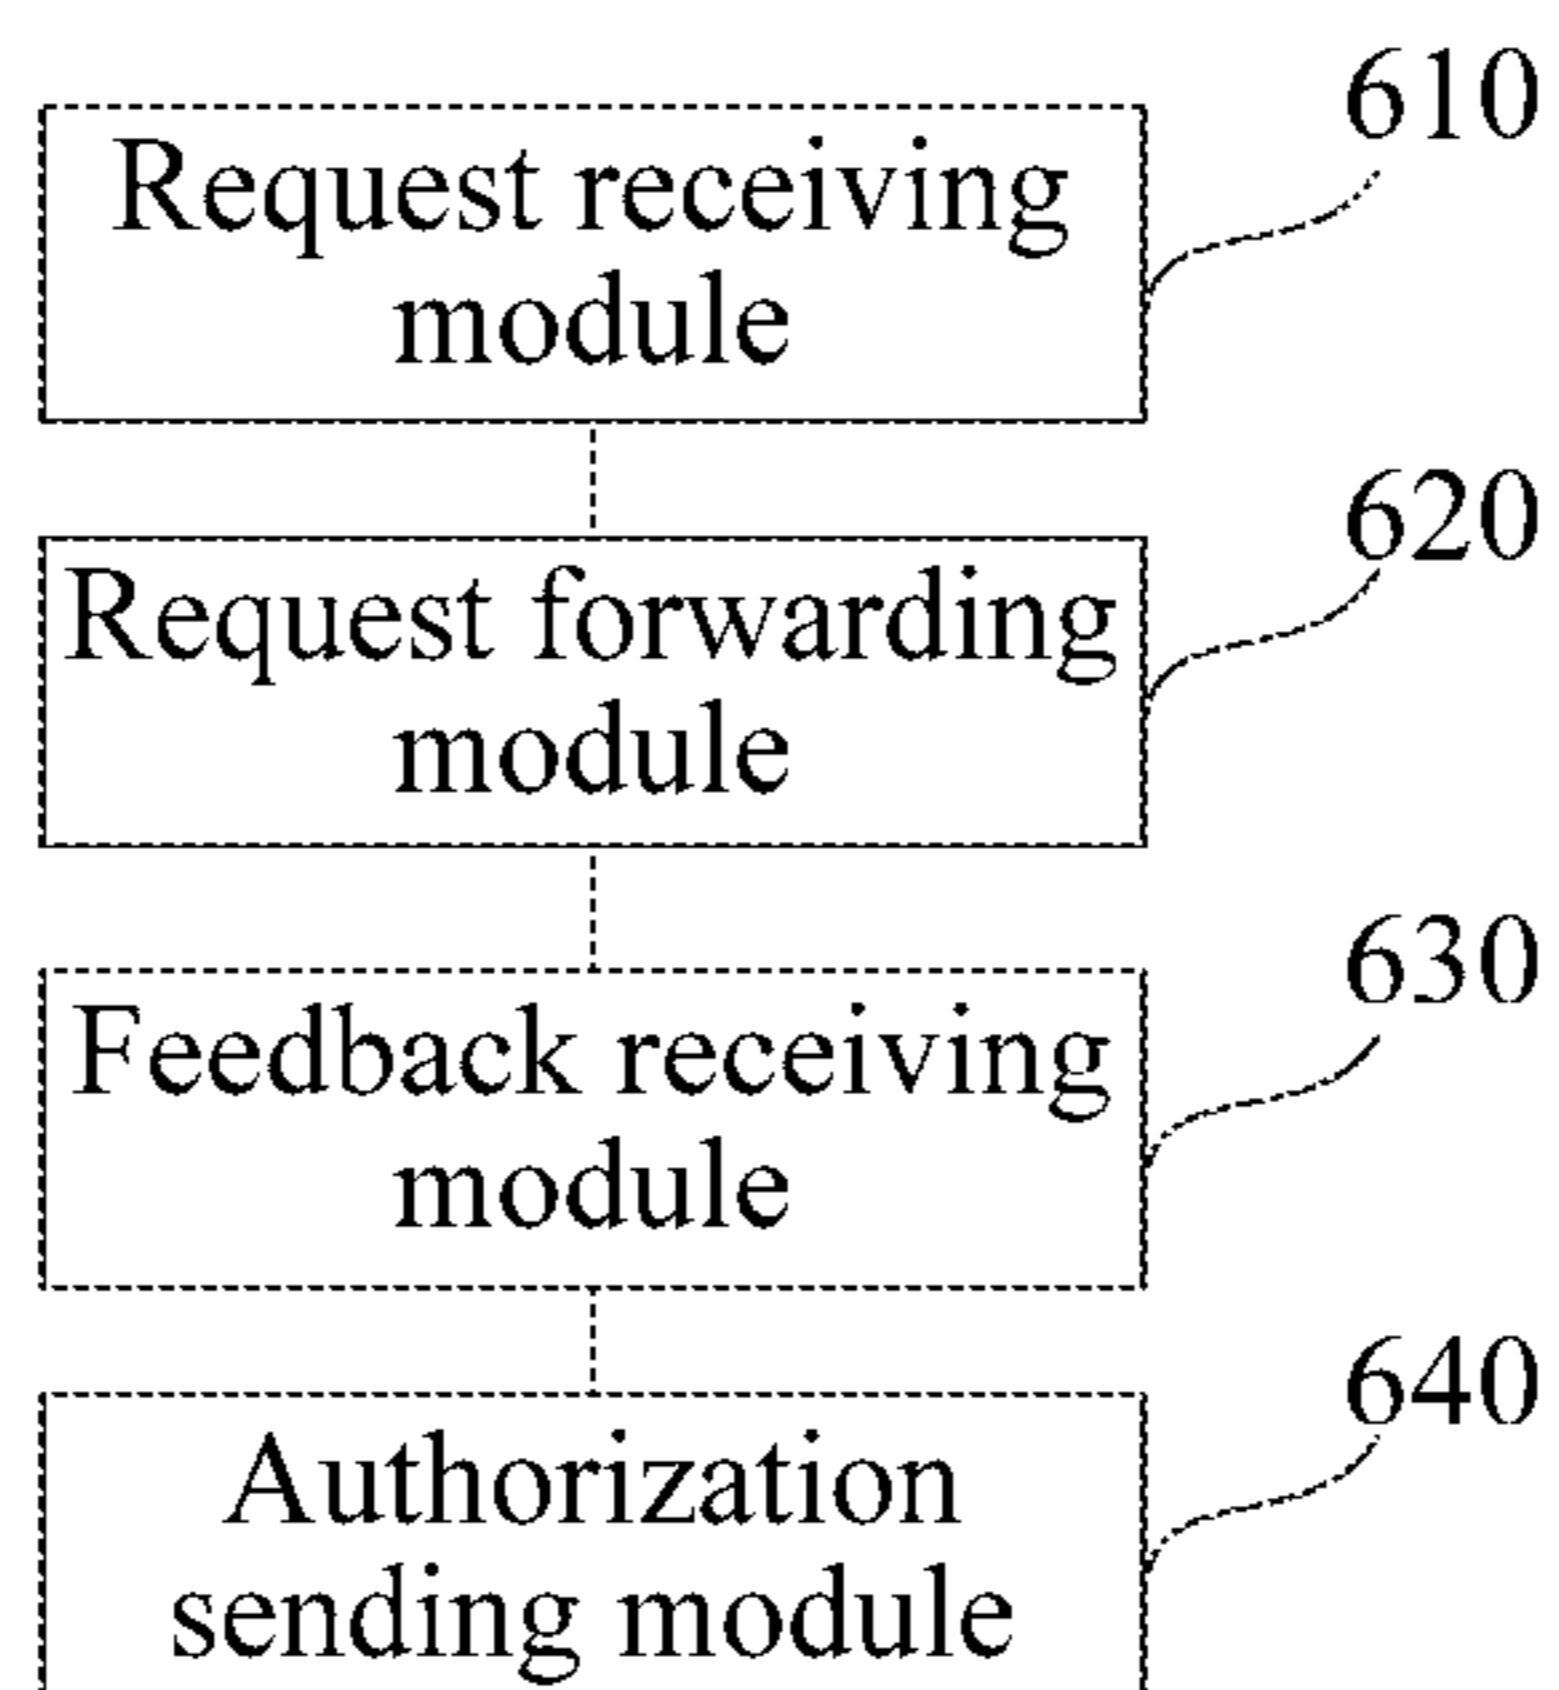 610
Request receiving
module
620
Request forwarding
module
630
Feedback receiving
module
640
Authorization
sending module